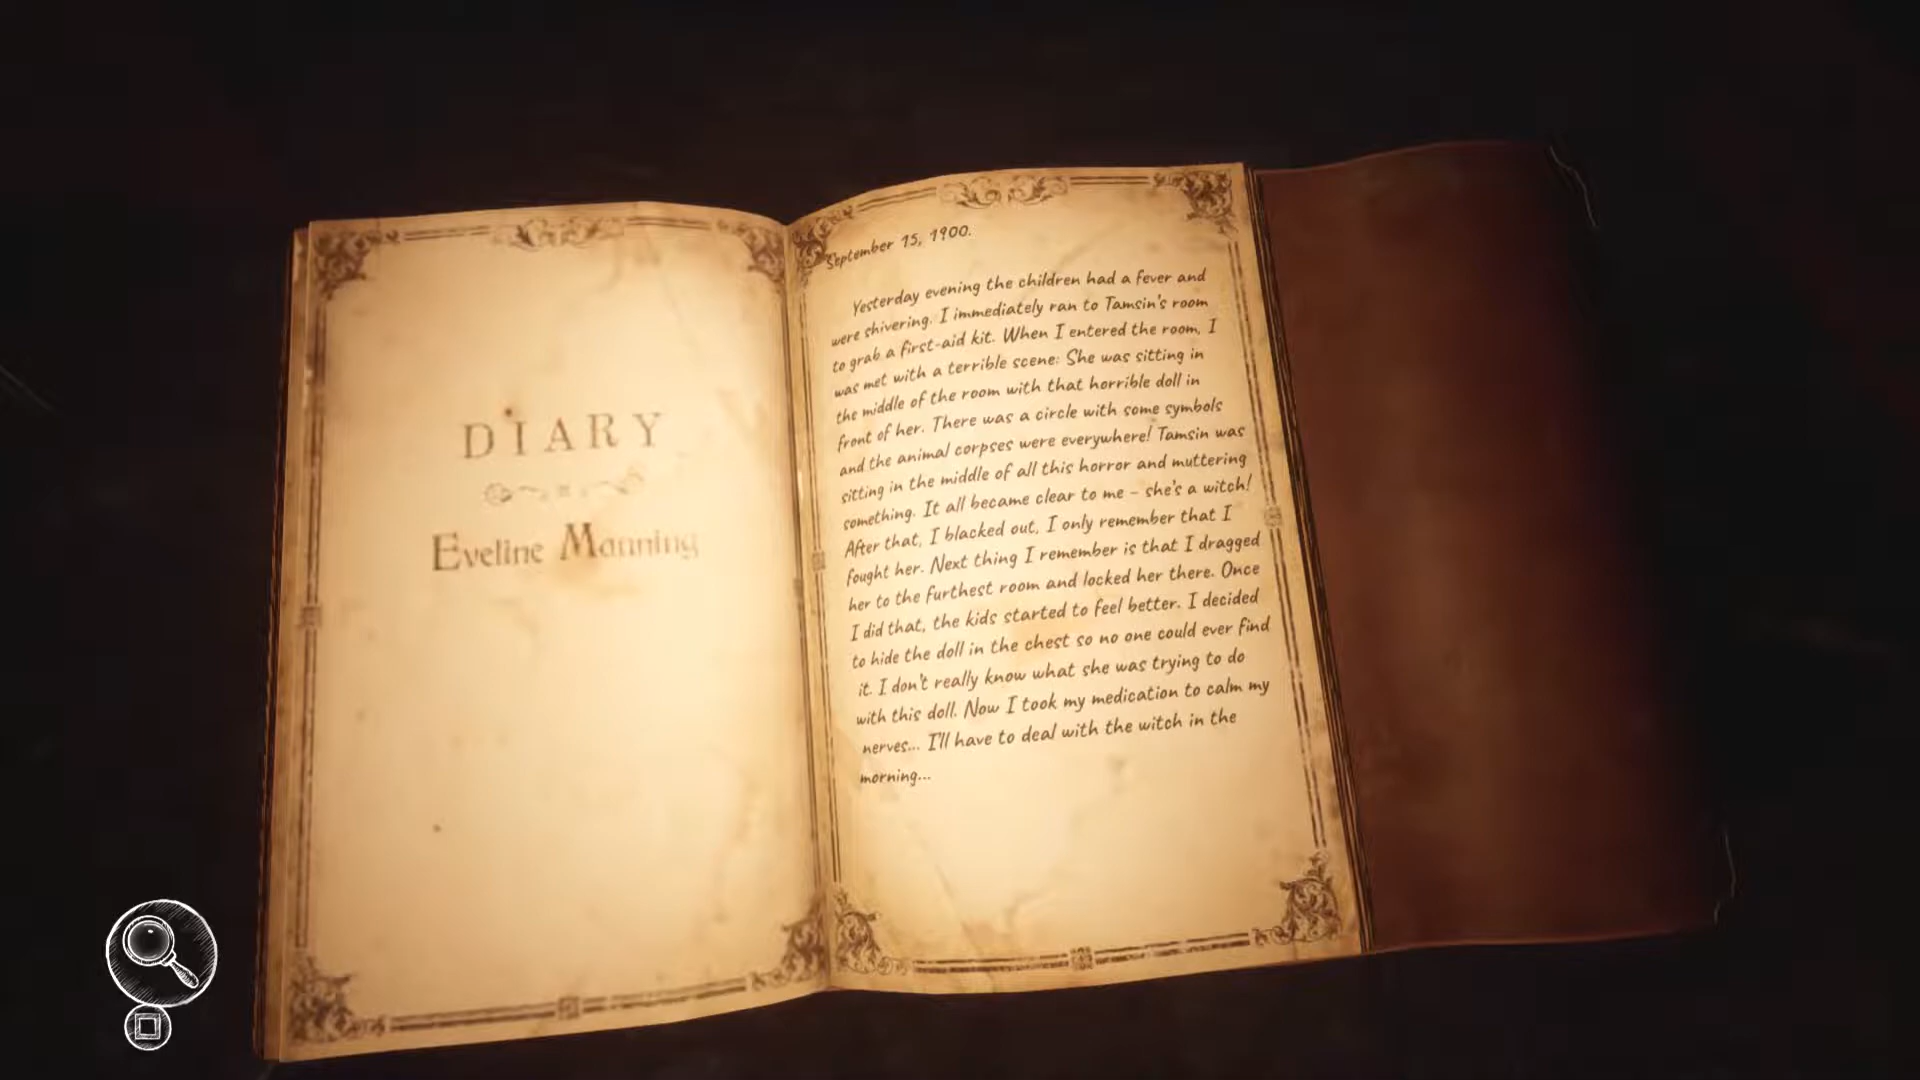 DIARY
Eveline Manning
September 15, 1900.
Yesterday evening the children had a fever and
were shivering. I immediately ran to Tamsin's room
to grab a first-aid kit. When I entered the room, I
was met with a terrible scene: She was sitting in
the middle of the room with that horrible doll in
front of her. There was a circle with some symbols
and the animal corpses were everywhere! Tamsin was
sitting in the middle of all this horror and muttering
something. It all became clear to me - she's a witch!
After that, I blacked out, I only remember that I
fought her. Next thing I remember is that I dragged
her to the furthest room and locked her there. Once
I did that, the kids started to feel better. I decided
to hide the doll in the chest so no one could ever find
it. I don't really know what she was trying to do
with this doll. Now I took my medication to calm my
nerves... I'll have to deal with the witch in the
morning...